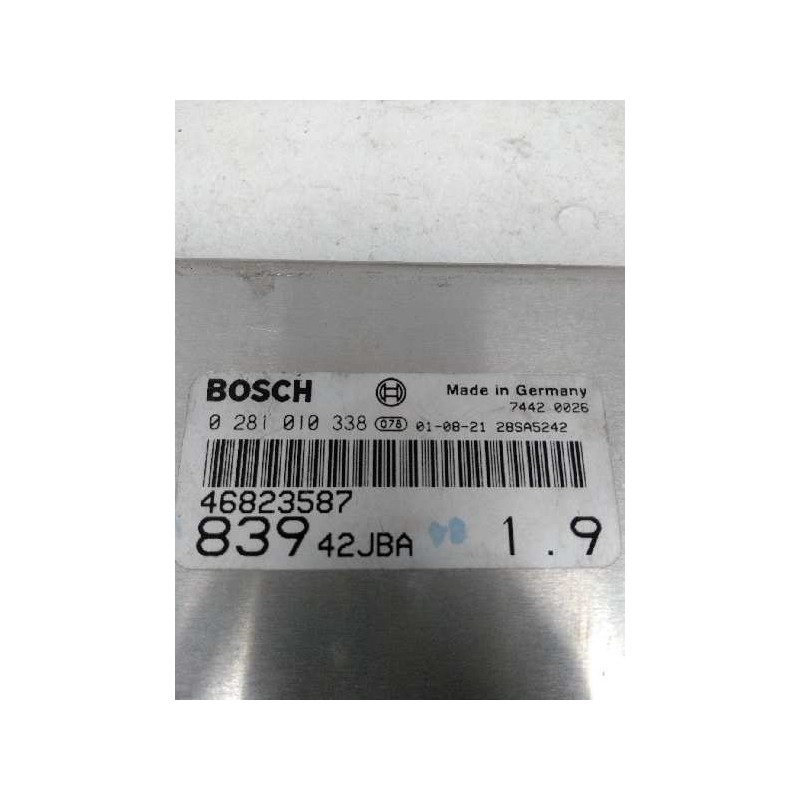 BOSCH Made in Germany
7442 0026
0 281 010 338 078 01-08-21 28SA5242
46823587
839 42JBA 1.9